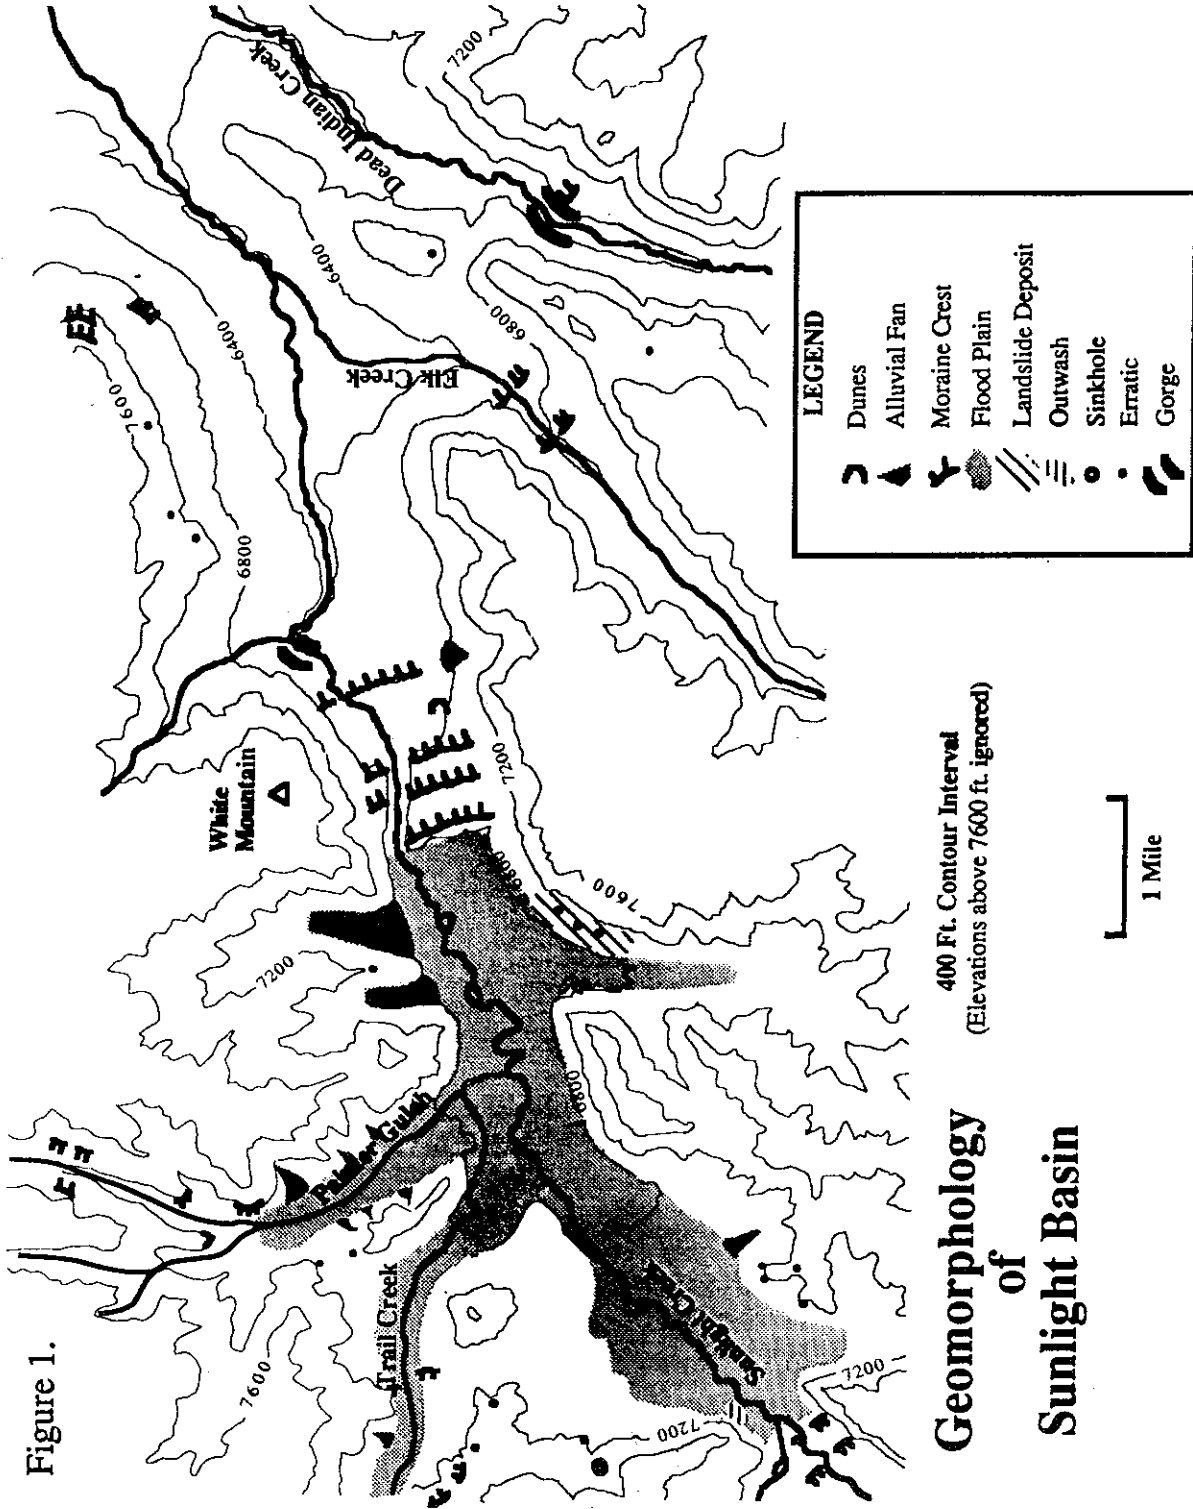 Figure 1.
Geomorphology
of
Sunlight Basin
400 Ft. Contour Interval
(Elevations above 7600 ft. ignored)
1 Mile
LEGEND
Dunes
Alluvial Fan
Moraine Crest
Flood Plain
Landslide Deposit
Outwash
Sinkhole
Erratic
Gorge
White
Mountain
Painter Gulch
Trail Creek
Sunlight Creek
Elk Creek
Dead Indian Creek
7600
7200
7200
7200
6800
6800
7600
7200
6800
7600
6400
6400
6800
7200